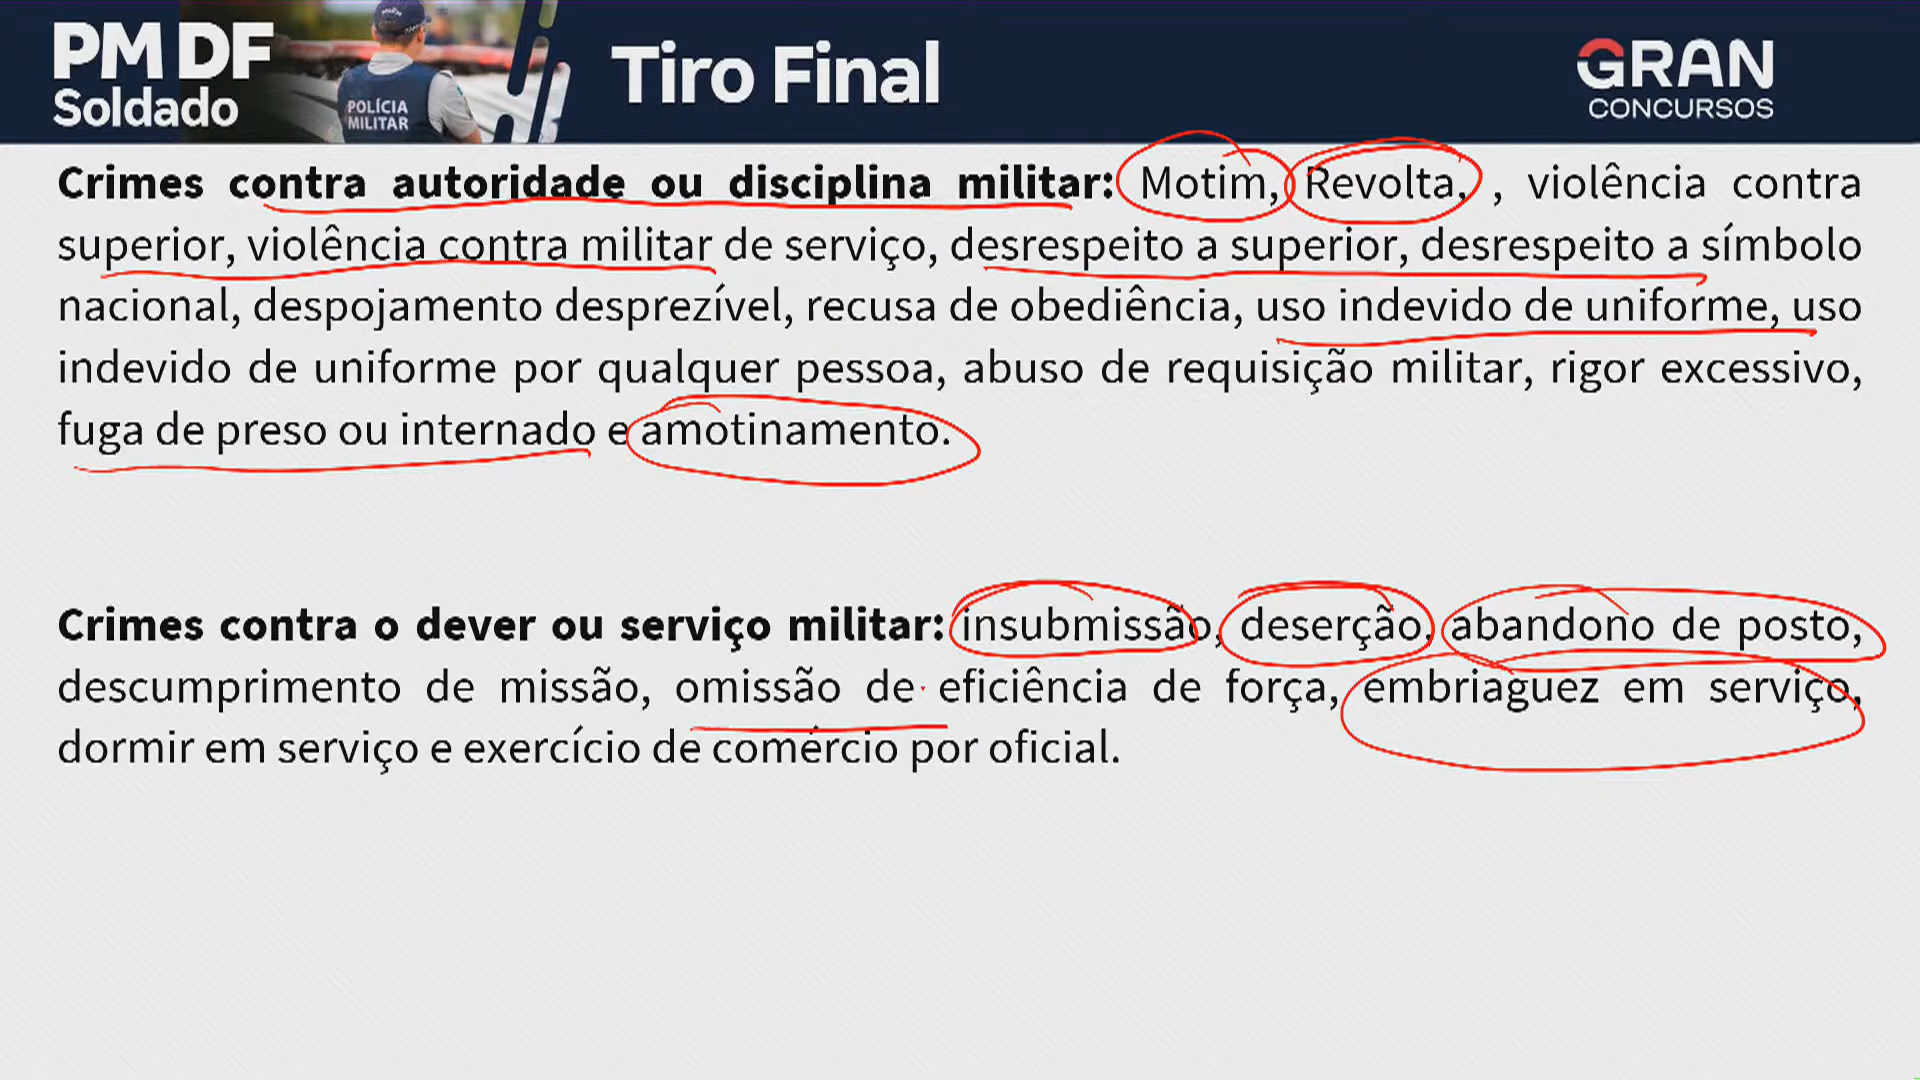 PM DF
Soldado
POLÍCIA
MILITAR
Tiro Final
GRAN
CONCURSOS
Crimes contra autoridade ou disciplina militar: Motim, Revolta, , violência contra
superior, violência contra militar de serviço, desrespeito a superior, desrespeito a símbolo
nacional, despojamento desprezível, recusa de obediência, uso indevido de uniforme, uso
indevido de uniforme por qualquer pessoa, abuso de requisição militar, rigor excessivo,
fuga de preso ou internado e amotinamento.
Crimes contra o dever ou serviço militar: insubmissão, deserção, abandono de posto,
descumprimento de missão, omissão de eficiência de força, embriaguez em serviço,
dormir em serviço e exercício de comércio por oficial.